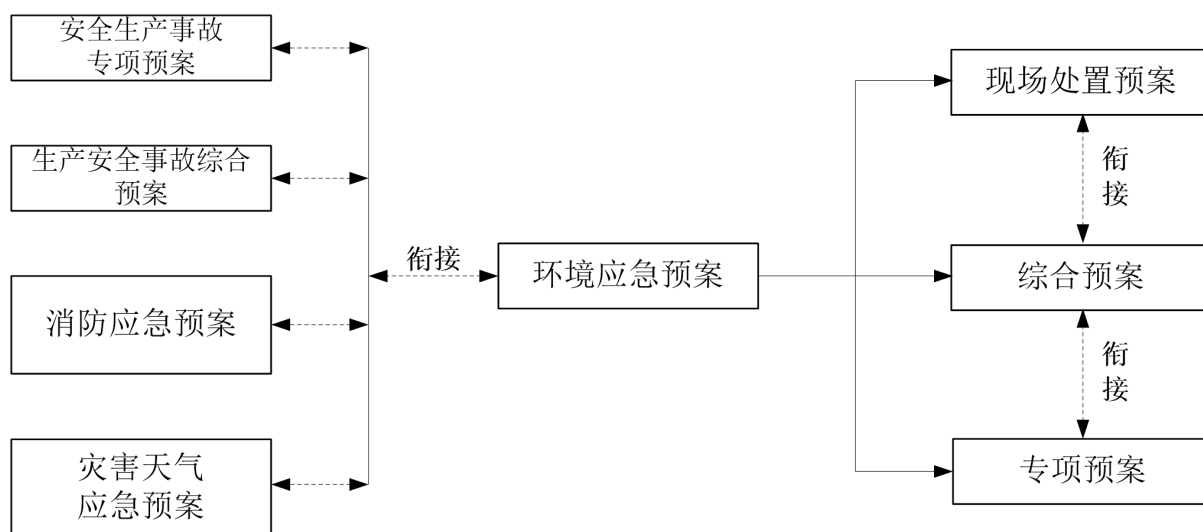 安全生产事故
专项预案
生产安全事故综合
预案
消防应急预案
灾害天气
应急预案
衔接
环境应急预案
现场处置预案
衔
接
综合预案
衔
接
专项预案